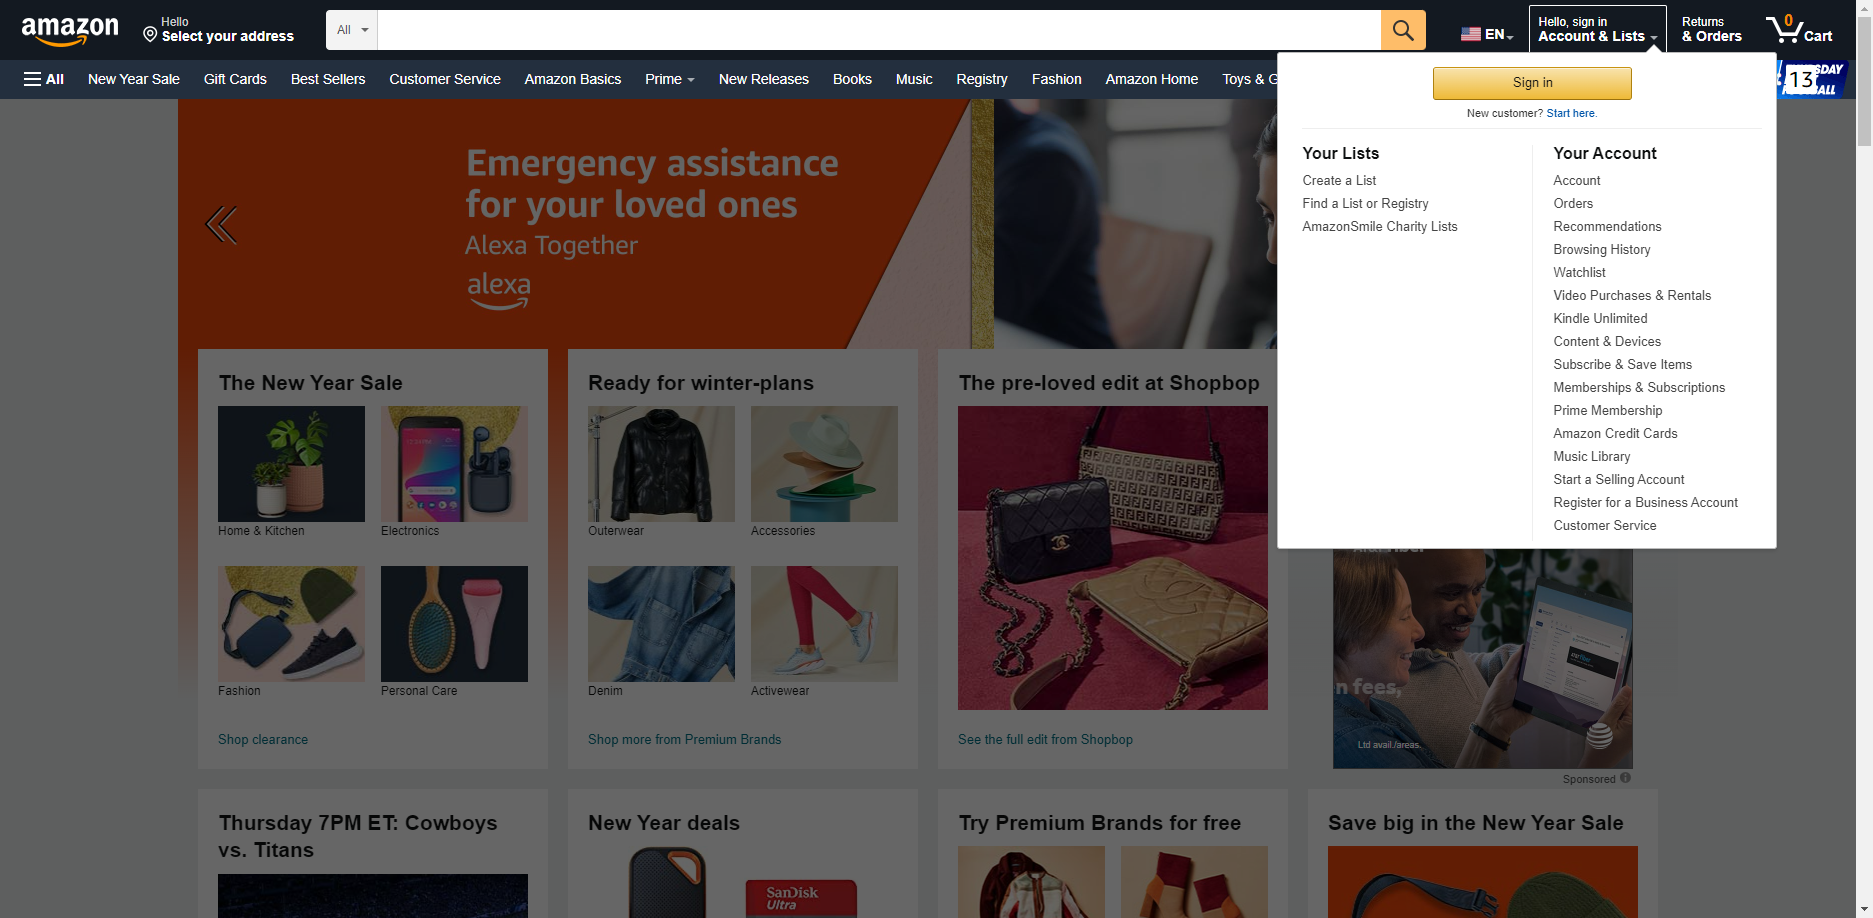 amazon
Hello
Select your address
All
EN
Hello, sign in
Account & Lists
Returns
& Orders
0
Cart
All
New Year Sale
Gift Cards
Best Sellers
Customer Service
Amazon Basics
Prime
New Releases
Books
Music
Registry
Fashion
Amazon Home
Toys & G
13
Sign in
New customer? Start here.
Your Lists
Create a List
Find a List or Registry
AmazonSmile Charity Lists
Your Account
Account
Orders
Recommendations
Browsing History
Watchlist
Video Purchases & Rentals
Kindle Unlimited
Content & Devices
Subscribe & Save Items
Memberships & Subscriptions
Prime Membership
Amazon Credit Cards
Music Library
Start a Selling Account
Register for a Business Account
Customer Service
Emergency assistance
for your loved ones
Alexa Together
alexa
The New Year Sale
Home & Kitchen
Electronics
Fashion
Personal Care
Shop clearance
Ready for winter-plans
Outerwear
Accessories
Denim
Activewear
Shop more from Premium Brands
The pre-loved edit at Shopbop
See the full edit from Shopbop
n fees,
Ltd avail./areas.
Sponsored
Thursday 7PM ET: Cowboys
vs. Titans
New Year deals
SanDisk
Ultra
Try Premium Brands for free
Save big in the New Year Sale